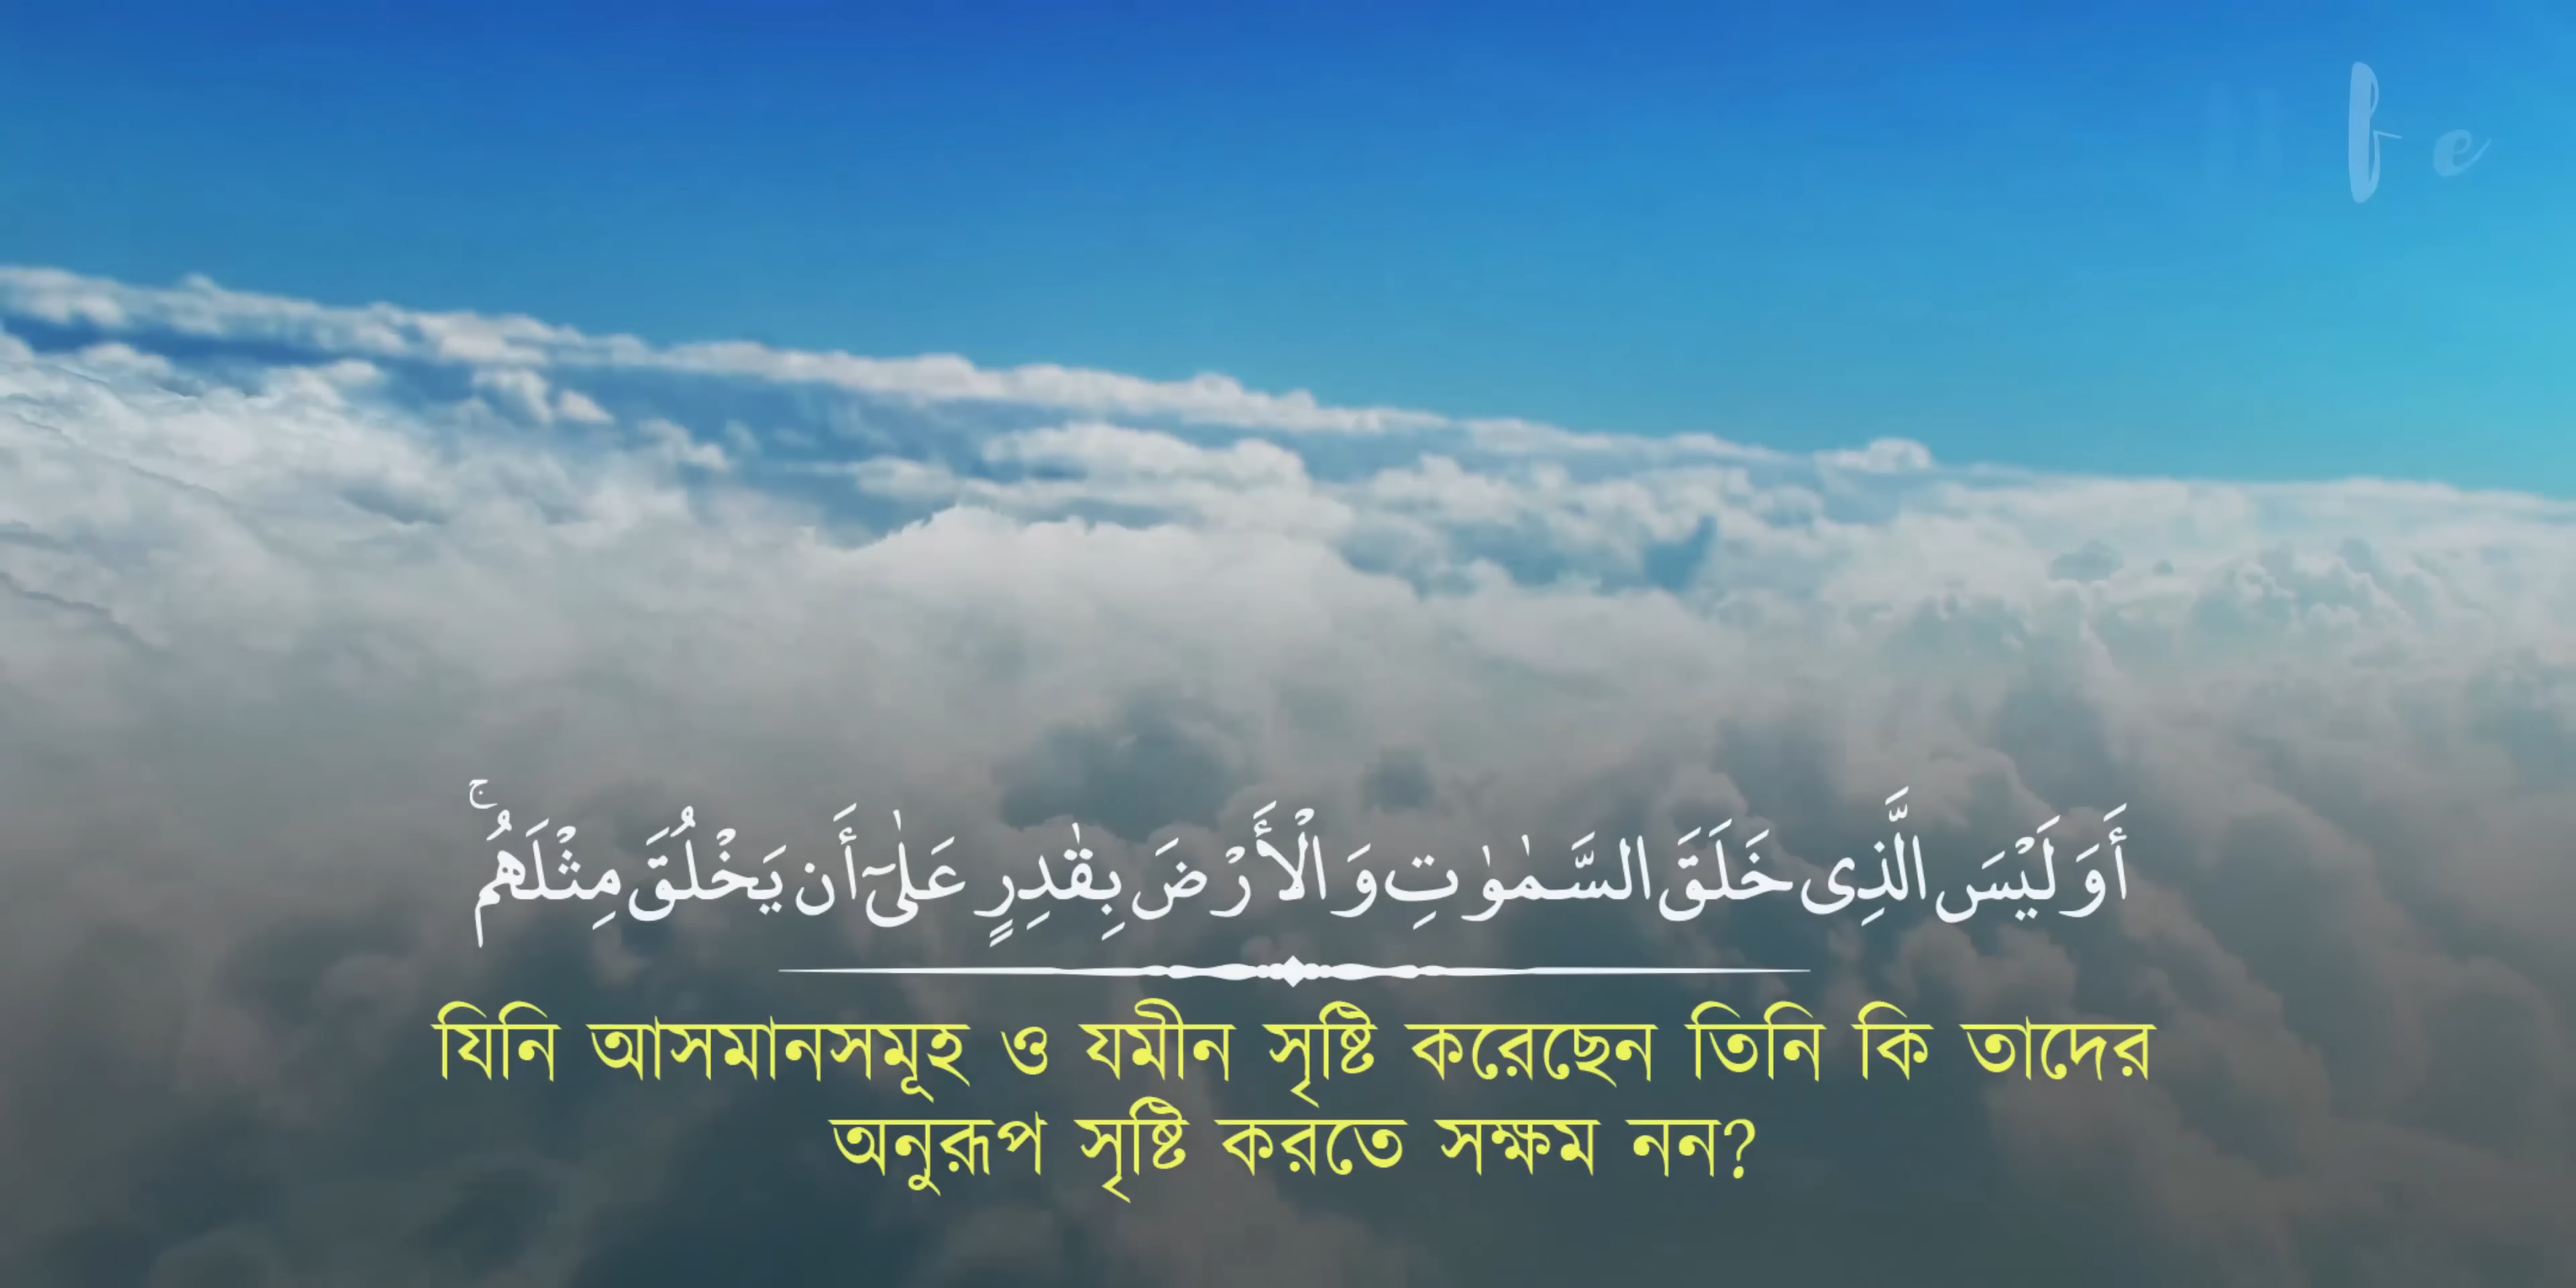 أَوَلَيْسَ الَّذِى خَلَقَ السَّمٰوٰتِ وَالْأَرْضَ بِقٰدِرٍ عَلٰىٓ أَن يَخْلُقَ مِثْلَهُم ۚ
যিনি আসমানসমূহ ও যমীন সৃষ্টি করেছেন তিনি কি তাদের
অনুরূপ সৃষ্টি করতে সক্ষম নন?